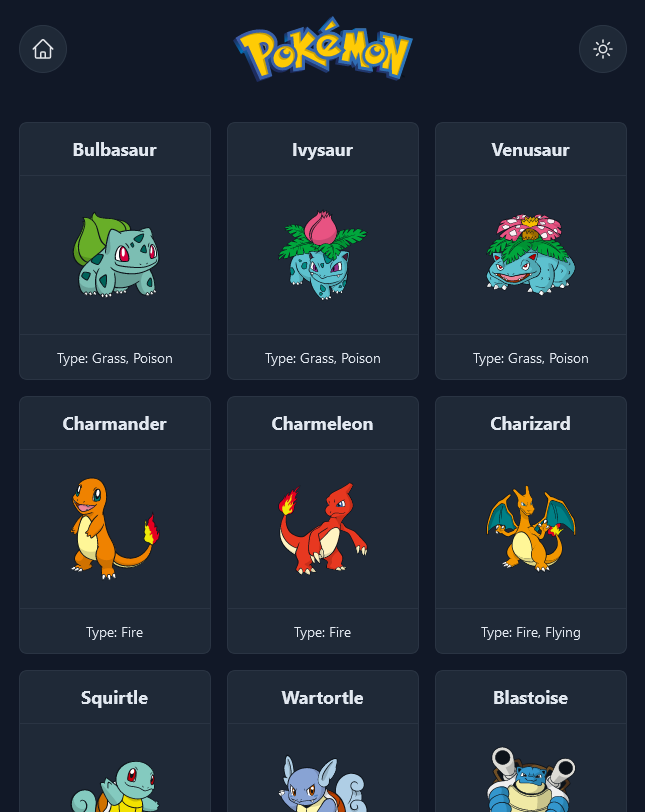 POKéMON
Bulbasaur
Ivysaur
Venusaur
Type: Grass, Poison
Type: Grass, Poison
Type: Grass, Poison
Charmander
Charmeleon
Charizard
Type: Fire
Type: Fire
Type: Fire, Flying
Squirtle
Wartortle
Blastoise